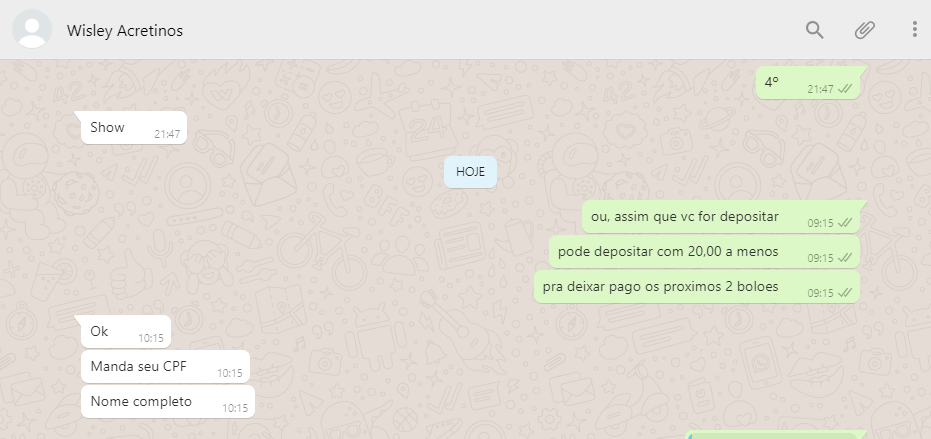 Wisley Acretinos
4º
21:47
Show
21:47
HOJE
ou, assim que vc for depositar
09:15
pode depositar com 20,00 a menos
09:15
pra deixar pago os proximos 2 boloes
09:15
Ok
10:15
Manda seu CPF
10:15
Nome completo
10:15